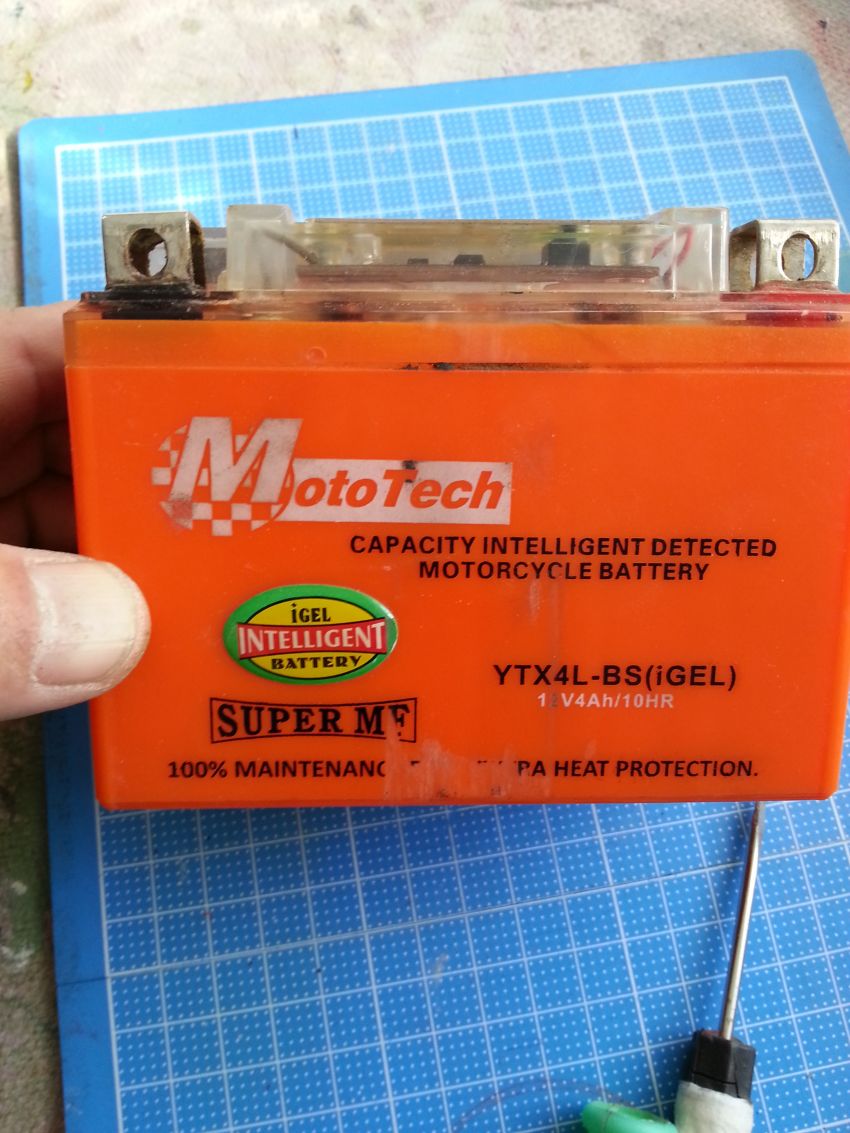 MotoTech
CAPACITY INTELLIGENT DETECTED
MOTORCYCLE BATTERY
iGEL
INTELLIGENT
BATTERY
YTX4L-BS(iGEL)
12V4Ah/10HR
SUPER MF
100% MAINTENANC HEAT PROTECTION.